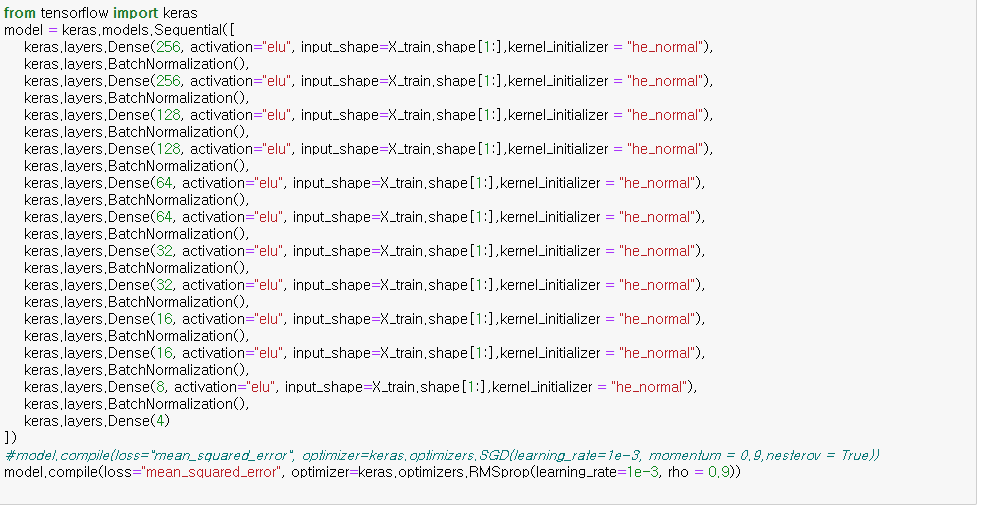 from tensorflow import keras
model = keras.models.Sequential([
    keras.layers.Dense(256, activation="elu", input_shape=X_train.shape[1:],kernel_initializer = "he_normal"),
    keras.layers.BatchNormalization(),
    keras.layers.Dense(256, activation="elu", input_shape=X_train.shape[1:],kernel_initializer = "he_normal"),
    keras.layers.BatchNormalization(),
    keras.layers.Dense(128, activation="elu", input_shape=X_train.shape[1:],kernel_initializer = "he_normal"),
    keras.layers.BatchNormalization(),
    keras.layers.Dense(128, activation="elu", input_shape=X_train.shape[1:],kernel_initializer = "he_normal"),
    keras.layers.BatchNormalization(),
    keras.layers.Dense(64, activation="elu", input_shape=X_train.shape[1:],kernel_initializer = "he_normal"),
    keras.layers.BatchNormalization(),
    keras.layers.Dense(64, activation="elu", input_shape=X_train.shape[1:],kernel_initializer = "he_normal"),
    keras.layers.BatchNormalization(),
    keras.layers.Dense(32, activation="elu", input_shape=X_train.shape[1:],kernel_initializer = "he_normal"),
    keras.layers.BatchNormalization(),
    keras.layers.Dense(32, activation="elu", input_shape=X_train.shape[1:],kernel_initializer = "he_normal"),
    keras.layers.BatchNormalization(),
    keras.layers.Dense(16, activation="elu", input_shape=X_train.shape[1:],kernel_initializer = "he_normal"),
    keras.layers.BatchNormalization(),
    keras.layers.Dense(16, activation="elu", input_shape=X_train.shape[1:],kernel_initializer = "he_normal"),
    keras.layers.BatchNormalization(),
    keras.layers.Dense(8, activation="elu", input_shape=X_train.shape[1:],kernel_initializer = "he_normal"),
    keras.layers.BatchNormalization(),
    keras.layers.Dense(4)
])
#model.compile(loss="mean_squared_error", optimizer=keras.optimizers.SGD(learning_rate=1e-3, momentum = 0.9,nesterov = True))
model.compile(loss="mean_squared_error", optimizer=keras.optimizers.RMSprop(learning_rate=1e-3, rho = 0.9))